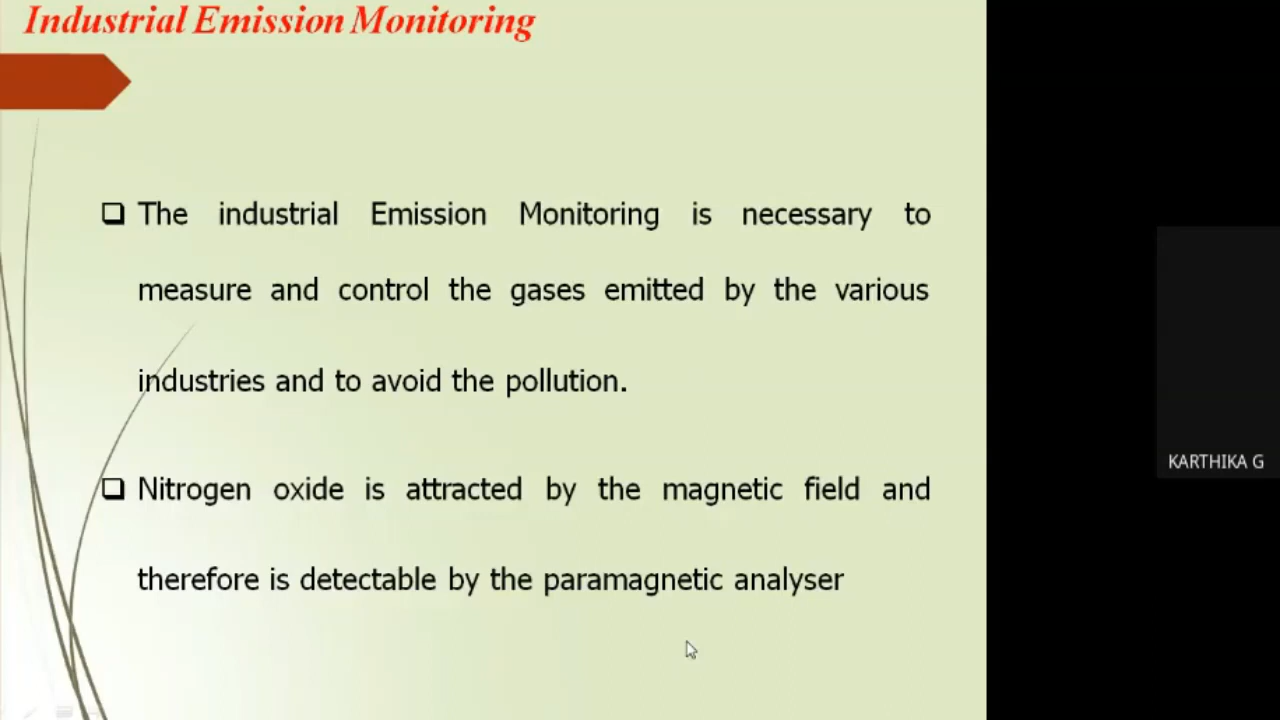 Industrial Emission Monitoring
The industrial Emission Monitoring is necessary to
measure and control the gases emitted by the various
industries and to avoid the pollution.
Nitrogen oxide is attracted by the magnetic field and
therefore is detectable by the paramagnetic analyser
KARTHIKA G